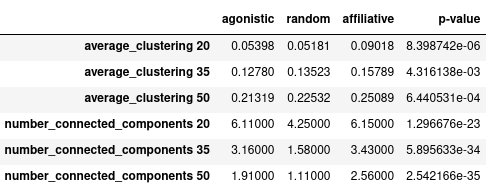 agonistic random affiliative p-value
average_clustering 20 0.05398 0.05181 0.09018 8.398742e-06
average_clustering 35 0.12780 0.13523 0.15789 4.316138e-03
average_clustering 50 0.21319 0.22532 0.25089 6.440531e-04
number_connected_components 20 6.11000 4.25000 6.15000 1.296676e-23
number_connected_components 35 3.16000 1.58000 3.43000 5.895633e-34
number_connected_components 50 1.91000 1.11000 2.56000 2.542166e-35